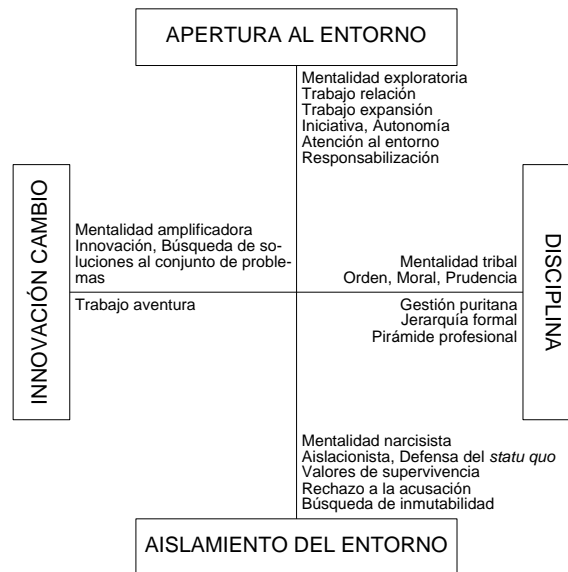 APERTURA AL ENTORNO
Mentalidad exploratoria
Trabajo relación
Trabajo expansión
Iniciativa, Autonomía
Atención al entorno
Responsabilización
INNOVACIÓN CAMBIO
Mentalidad amplificadora
Innovación, Búsqueda de so-
luciones al conjunto de proble-
mas
Trabajo aventura
Mentalidad tribal
Orden, Moral, Prudencia
Gestión puritana
Jerarquía formal
Pirámide profesional
DISCIPLINA
Mentalidad narcisista
Aislacionista, Defensa del statu quo
Valores de supervivencia
Rechazo a la acusación
Búsqueda de inmutabilidad
AISLAMIENTO DEL ENTORNO